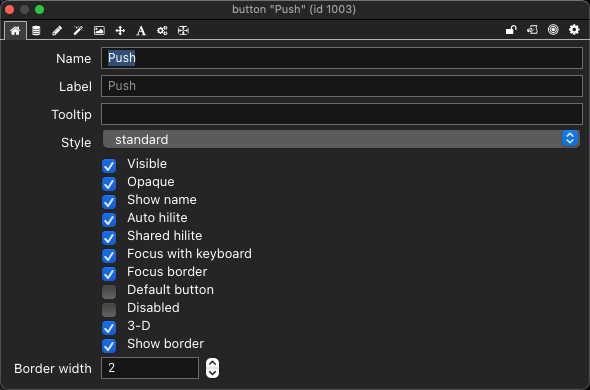 button "Push" (id 1003)
A
Name Push
Label Push
Tooltip
Style standard
Visible
Opaque
Show name
Auto hilite
Shared hilite
Focus with keyboard
Focus border
Default button
Disabled
3-D
Show border
Border width 2